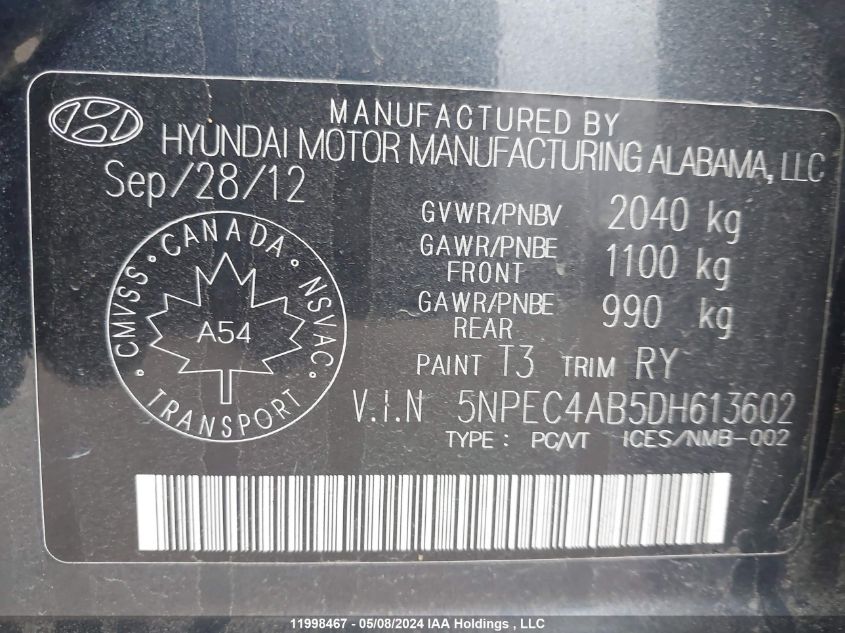 MANUFACTURED BY
HYUNDAI MOTOR MANUFACTURING ALABAMA, LLC
Sep/28/12
GVWR/PNBV 2040 kg
GAWR/PNBE FRONT 1100 kg
GAWR/PNBE REAR 990 kg
PAINT T3 TRIM RY
V.I.N 5NPEC4AB5DH613602
TYPE : PC/VT ICES/NMB-002
CMVSS ° CANADA ° NSVAC °
A54
TRANSPORT
11998467 - 05/08/2024 IAA Holdings , LLC